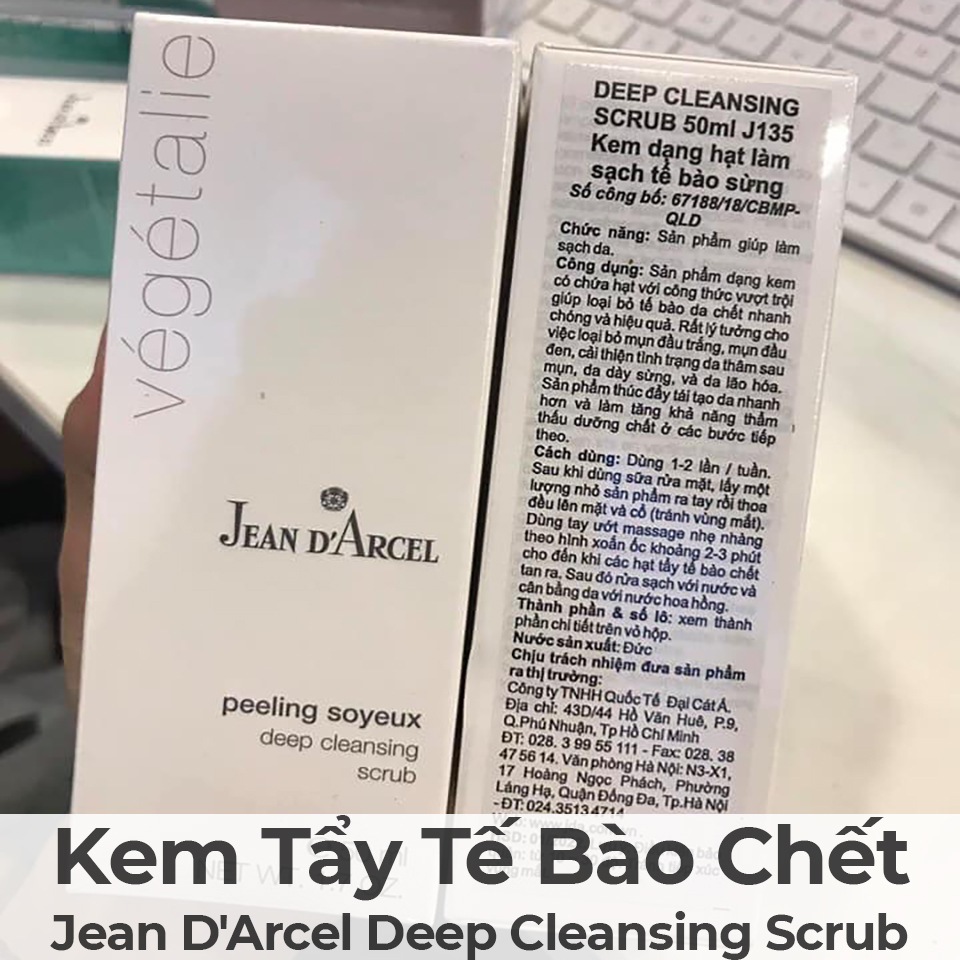 végétalie
JEAN D'ARCEL
peeling soyeux
deep cleansing
scrub
DEEP CLEANSING
SCRUB 50ml J135
Kem dạng hạt làm
sạch tế bào sừng
Số công bố: 67188/18/CBMP-
QLD
Chức năng: Sản phẩm giúp làm
sạch da.
Công dụng: Sản phẩm dạng kem
có chứa hạt với công thức vượt trội
giúp loại bỏ tế bào da chết nhanh
chóng và hiệu quả. Rất lý tưởng cho
việc loại bỏ mụn đầu trắng, mụn đầu
đen, cải thiện tình trạng da thâm sau
mụn, da dày sừng, và da lão hóa.
Sản phẩm thúc đẩy tái tạo da nhanh
hơn và làm tăng khả năng thẩm
thấu dưỡng chất ở các bước tiếp
theo.
Cách dùng: Dùng 1-2 lần / tuần.
Sau khi dùng sữa rửa mặt, lấy một
lượng nhỏ sản phẩm ra tay rồi thoa
đều lên mặt và cổ (tránh vùng mắt).
Dùng tay ướt massage nhẹ nhàng
theo hình xoắn ốc khoảng 2-3 phút
cho đến khi các hạt tẩy tế bào chết
tan ra. Sau đó rửa sạch với nước và
cân bằng da với nước hoa hồng.
Thành phần & số lô: xem thành
phần chi tiết trên vỏ hộp.
Nước sản xuất: Đức
Chịu trách nhiệm đưa sản phẩm
ra thị trường:
Công ty TNHH Quốc Tế Đại Cát Á.
Địa chỉ: 43D/44 Hồ Văn Huê, P.9,
Q.Phú Nhuận, Tp Hồ Chí Minh
ĐT: 028. 3 99 55 111 - Fax: 028. 38
47 56 14. Văn phòng Hà Nội: N3-X1,
17 Hoàng Ngọc Phách, Phường
Láng Hạ, Quận Đống Đa, Tp.Hà Nội
-ĐT: 024.3513 4714
NET WT. 1.7 OZ.
Kem Tẩy Tế Bào Chết
Jean D'Arcel Deep Cleansing Scrub